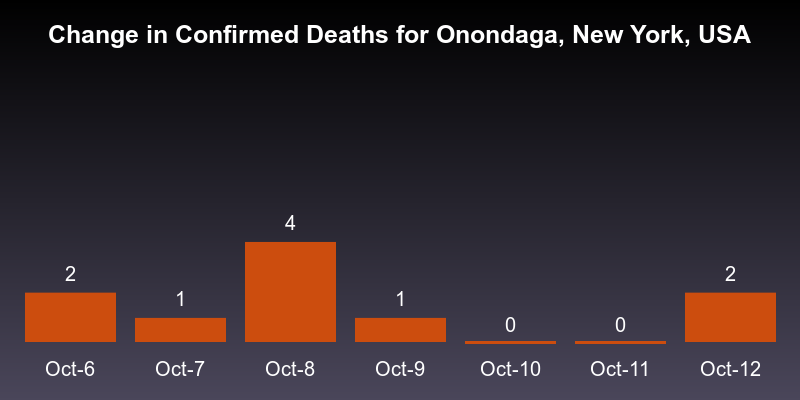 Change in Confirmed Deaths for Onondaga, New York, USA
2 1 4 1 0 0 2
Oct-6 Oct-7 Oct-8 Oct-9 Oct-10 Oct-11 Oct-12